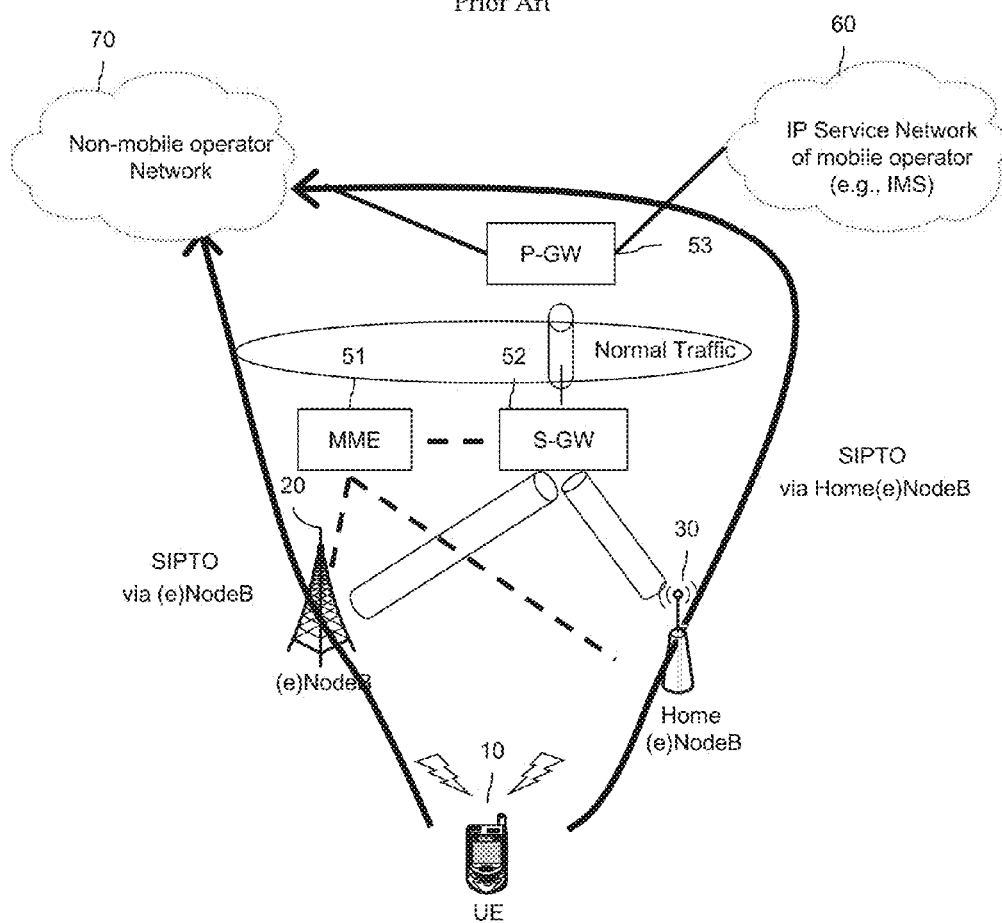 Prior Art
70
60
Non-mobile operator
Network
IP Service Network
of mobile operator
(e.g., IMS)
P-GW
53
Normal Traffic
51
52
MME
S-GW
SIPTO
via Home(e)NodeB
20
30
SIPTO
via (e)NodeB
(e)NodeB
Home
(e)NodeB
10
UE